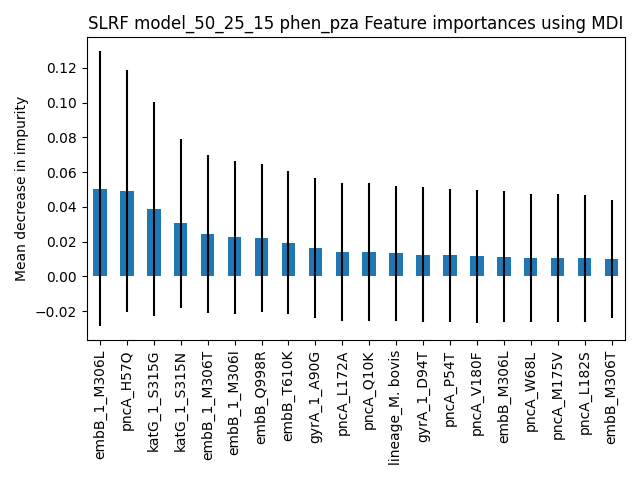 SLRF model_50_25_15 phen_pza Feature importances using MDI
Mean decrease in impurity
0.12
0.10
0.08
0.06
0.04
0.02
0.00
−0.02
embB_1_M306L
pncA_H57Q
katG_1_S315G
katG_1_S315N
embB_1_M306T
embB_1_M306I
embB_Q998R
embB_T610K
gyrA_1_A90G
pncA_L172A
pncA_Q10K
lineage_M. bovis
gyrA_1_D94T
pncA_P54T
pncA_V180F
embB_M306L
pncA_W68L
pncA_M175V
pncA_L182S
embB_M306T